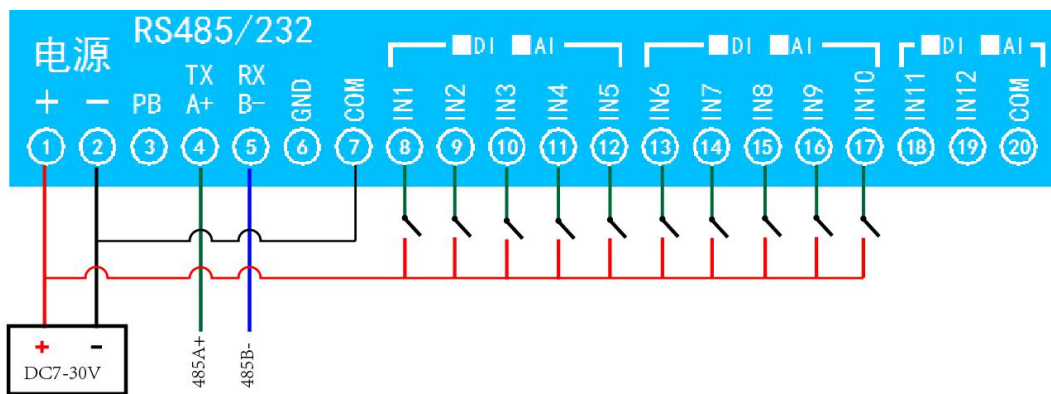 RS485/232
电源
DI AI DI AI DI AI
TX RX
+ − PB A+ B- GND COM IN1 IN2 IN3 IN4 IN5 IN6 IN7 IN8 IN9 IN10 IN11 IN12 COM
1 2 3 4 5 6 7 8 9 10 11 12 13 14 15 16 17 18 19 20
+ -
DC7-30V
485A+
485B-